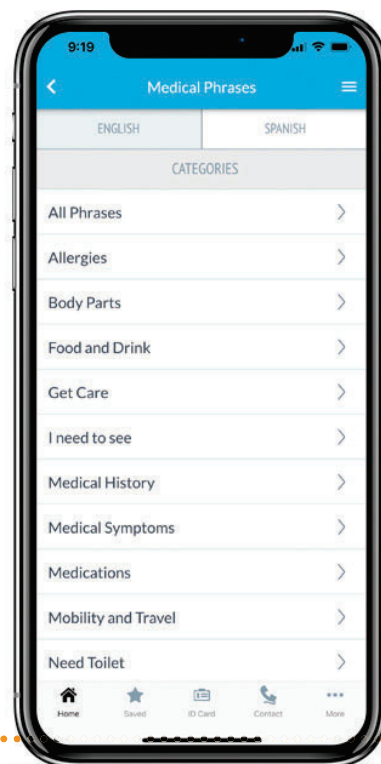 9:19
Medical Phrases
ENGLISH SPANISH
CATEGORIES
All Phrases
Allergies
Body Parts
Food and Drink
Get Care
I need to see
Medical History
Medical Symptoms
Medications
Mobility and Travel
Need Toilet
Home Saved ID Card Contact More